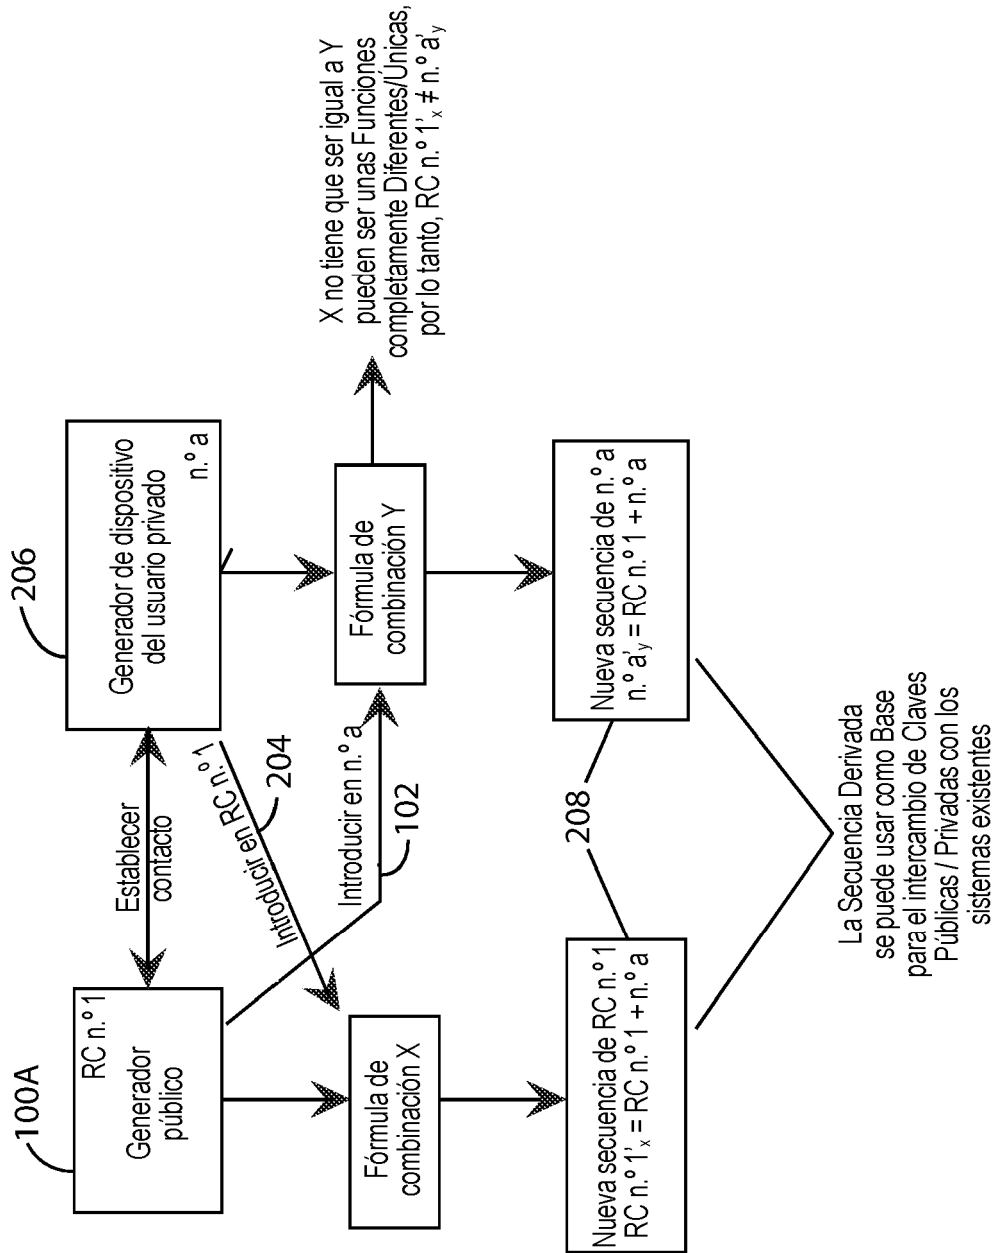 100A
RC n.º 1
Generador
público
Establecer
contacto
206
Generador de dispositivo
del usuario privado
n.º a
Introducir en RC n.º 1
204
Introducir en n.º a
102
Fórmula de
combinación X
Fórmula de
combinación Y
X no tiene que ser igual a Y
pueden ser unas Funciones
completamente Diferentes/Únicas,
por lo tanto, RC n.º 1'x ≠ n.º a'y
Nueva secuencia de RC n.º 1
RC n.º 1'x = RC n.º 1 + n.º a
208
Nueva secuencia de n.º a
n.º a'y = RC n.º 1 + n.º a
La Secuencia Derivada
se puede usar como Base
para el intercambio de Claves
Públicas / Privadas con los
sistemas existentes